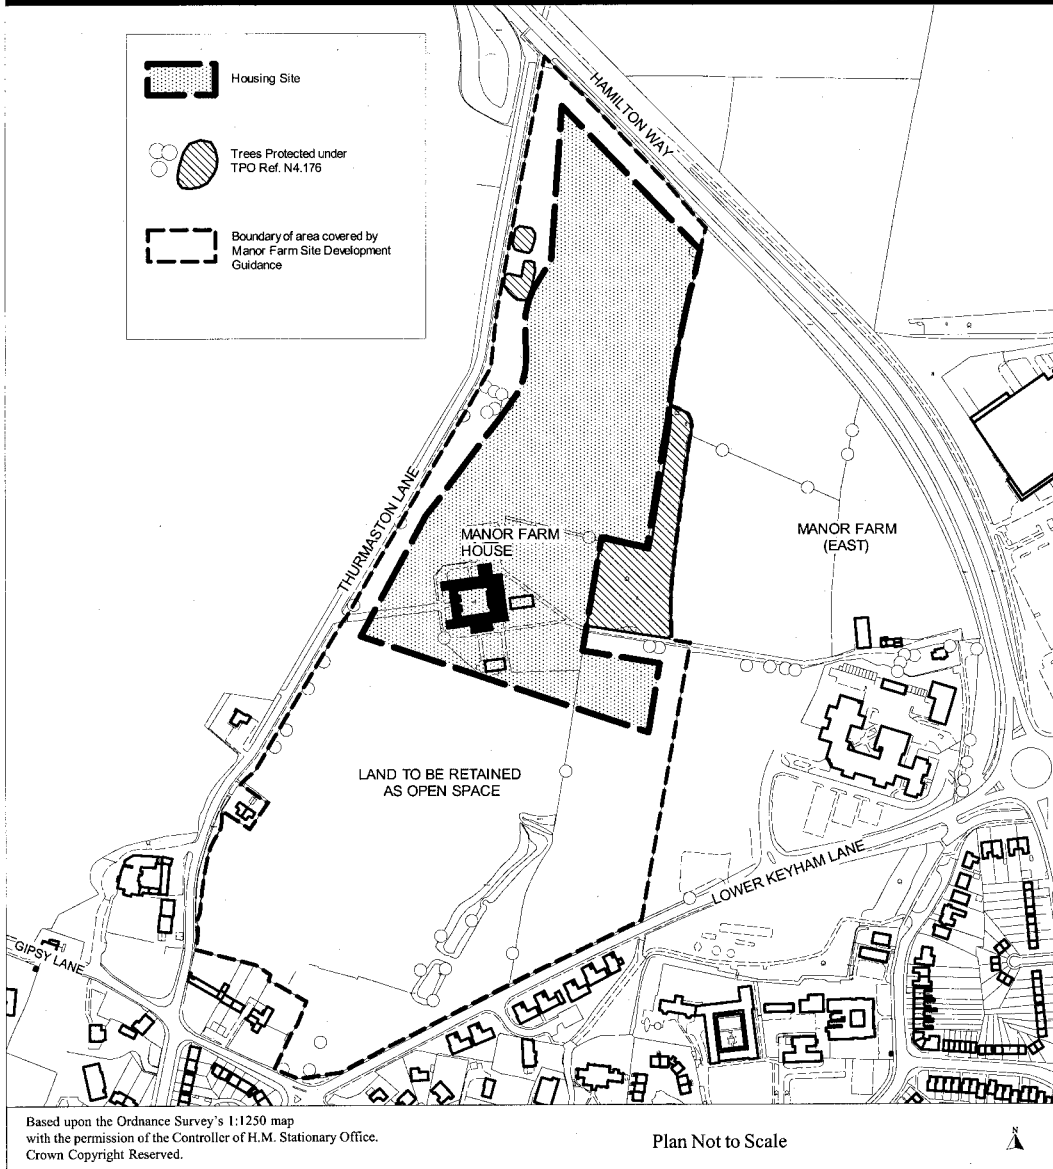 Housing Site
Trees Protected under
TPO Ref. N4.176
Boundary of area covered by
Manor Farm Site Development
Guidance
HAMILTON WAY
THURMASTON LANE
MANOR FARM
HOUSE
MANOR FARM
(EAST)
LAND TO BE RETAINED
AS OPEN SPACE
LOWER KEYHAM LANE
GIPSY LANE
Based upon the Ordnance Survey's 1:1250 map
with the permission of the Controller of H.M. Stationary Office.
Crown Copyright Reserved.
Plan Not to Scale
N